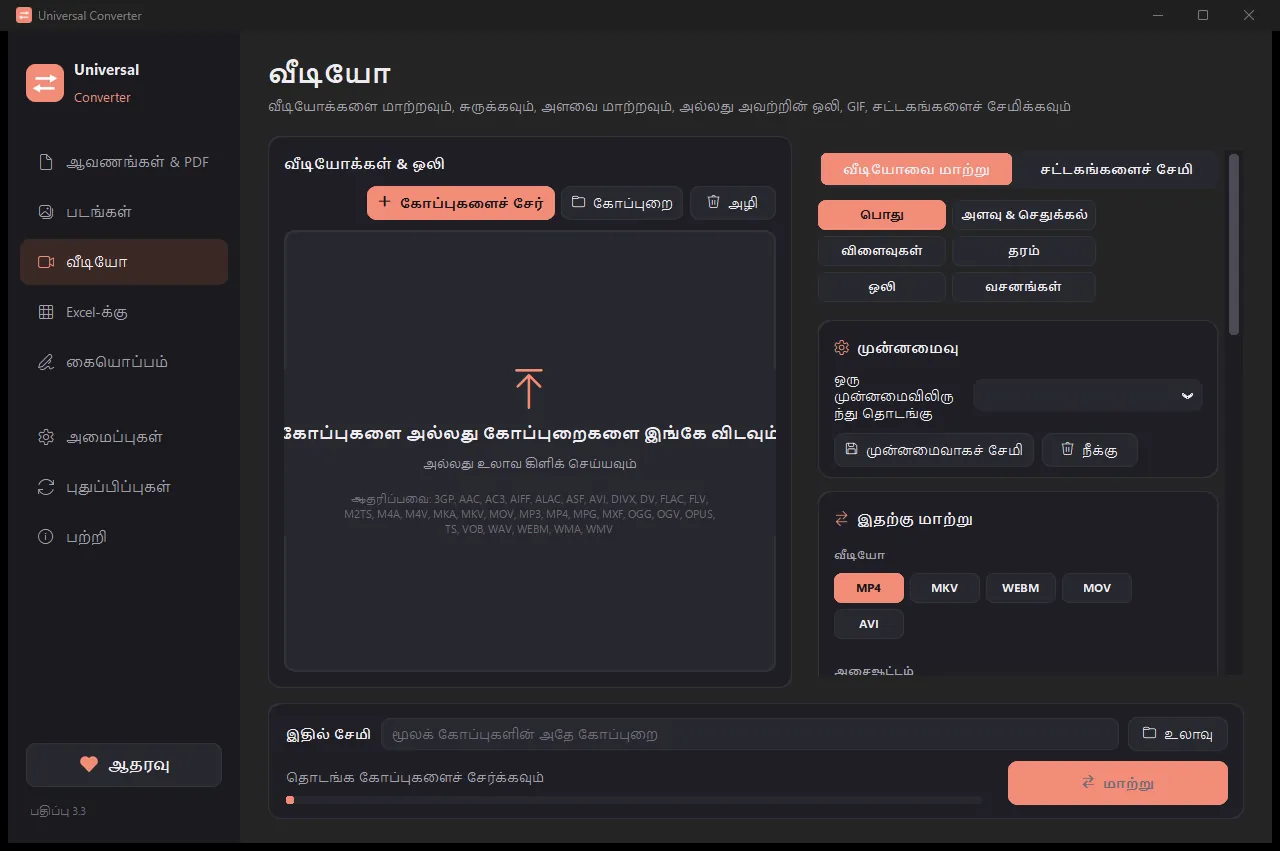 Universal Converter
Universal
Converter
ஆவணங்கள் & PDF
படங்கள்
வீடியோ
Excel-க்கு
கையொப்பம்
அமைப்புகள்
புதுப்பிப்புகள்
பற்றி
ஆதரவு
பதிப்பு 3.3
வீடியோ
வீடியோக்களை மாற்றவும், சுருக்கவும், அளவை மாற்றவும், அல்லது அவற்றின் ஒலி, GIF, சட்டகங்களைச் சேமிக்கவும்
வீடியோக்கள் & ஒலி
கோப்புகளைச் சேர்
கோப்புறை
அழி
கோப்புகளை அல்லது கோப்புறைகளை இங்கே விடவும்
அல்லது உலாவ கிளிக் செய்யவும்
ஆதரிப்பவை: 3GP, AAC, AC3, AIFF, ALAC, ASF, AVI, DIVX, DV, FLAC, FLV,
M2TS, M4A, M4V, MKA, MKV, MOV, MP3, MP4, MPG, MXF, OGG, OGV, OPUS,
TS, VOB, WAV, WEBM, WMA, WMV
வீடியோவை மாற்று
சட்டகங்களைச் சேமி
பொது
அளவு & செதுக்கல்
விளைவுகள்
தரம்
ஒலி
வசனங்கள்
முன்னமைவு
ஒரு
முன்னமைவிலிரு
ந்து தொடங்கு
முன்னமைவாகச் சேமி
நீக்கு
இதற்கு மாற்று
வீடியோ
MP4
MKV
WEBM
MOV
AVI
அசைவூட்டம்
இதில் சேமி
மூலக் கோப்புகளின் அதே கோப்புறை
உலாவு
தொடங்க கோப்புகளைச் சேர்க்கவும்
மாற்று